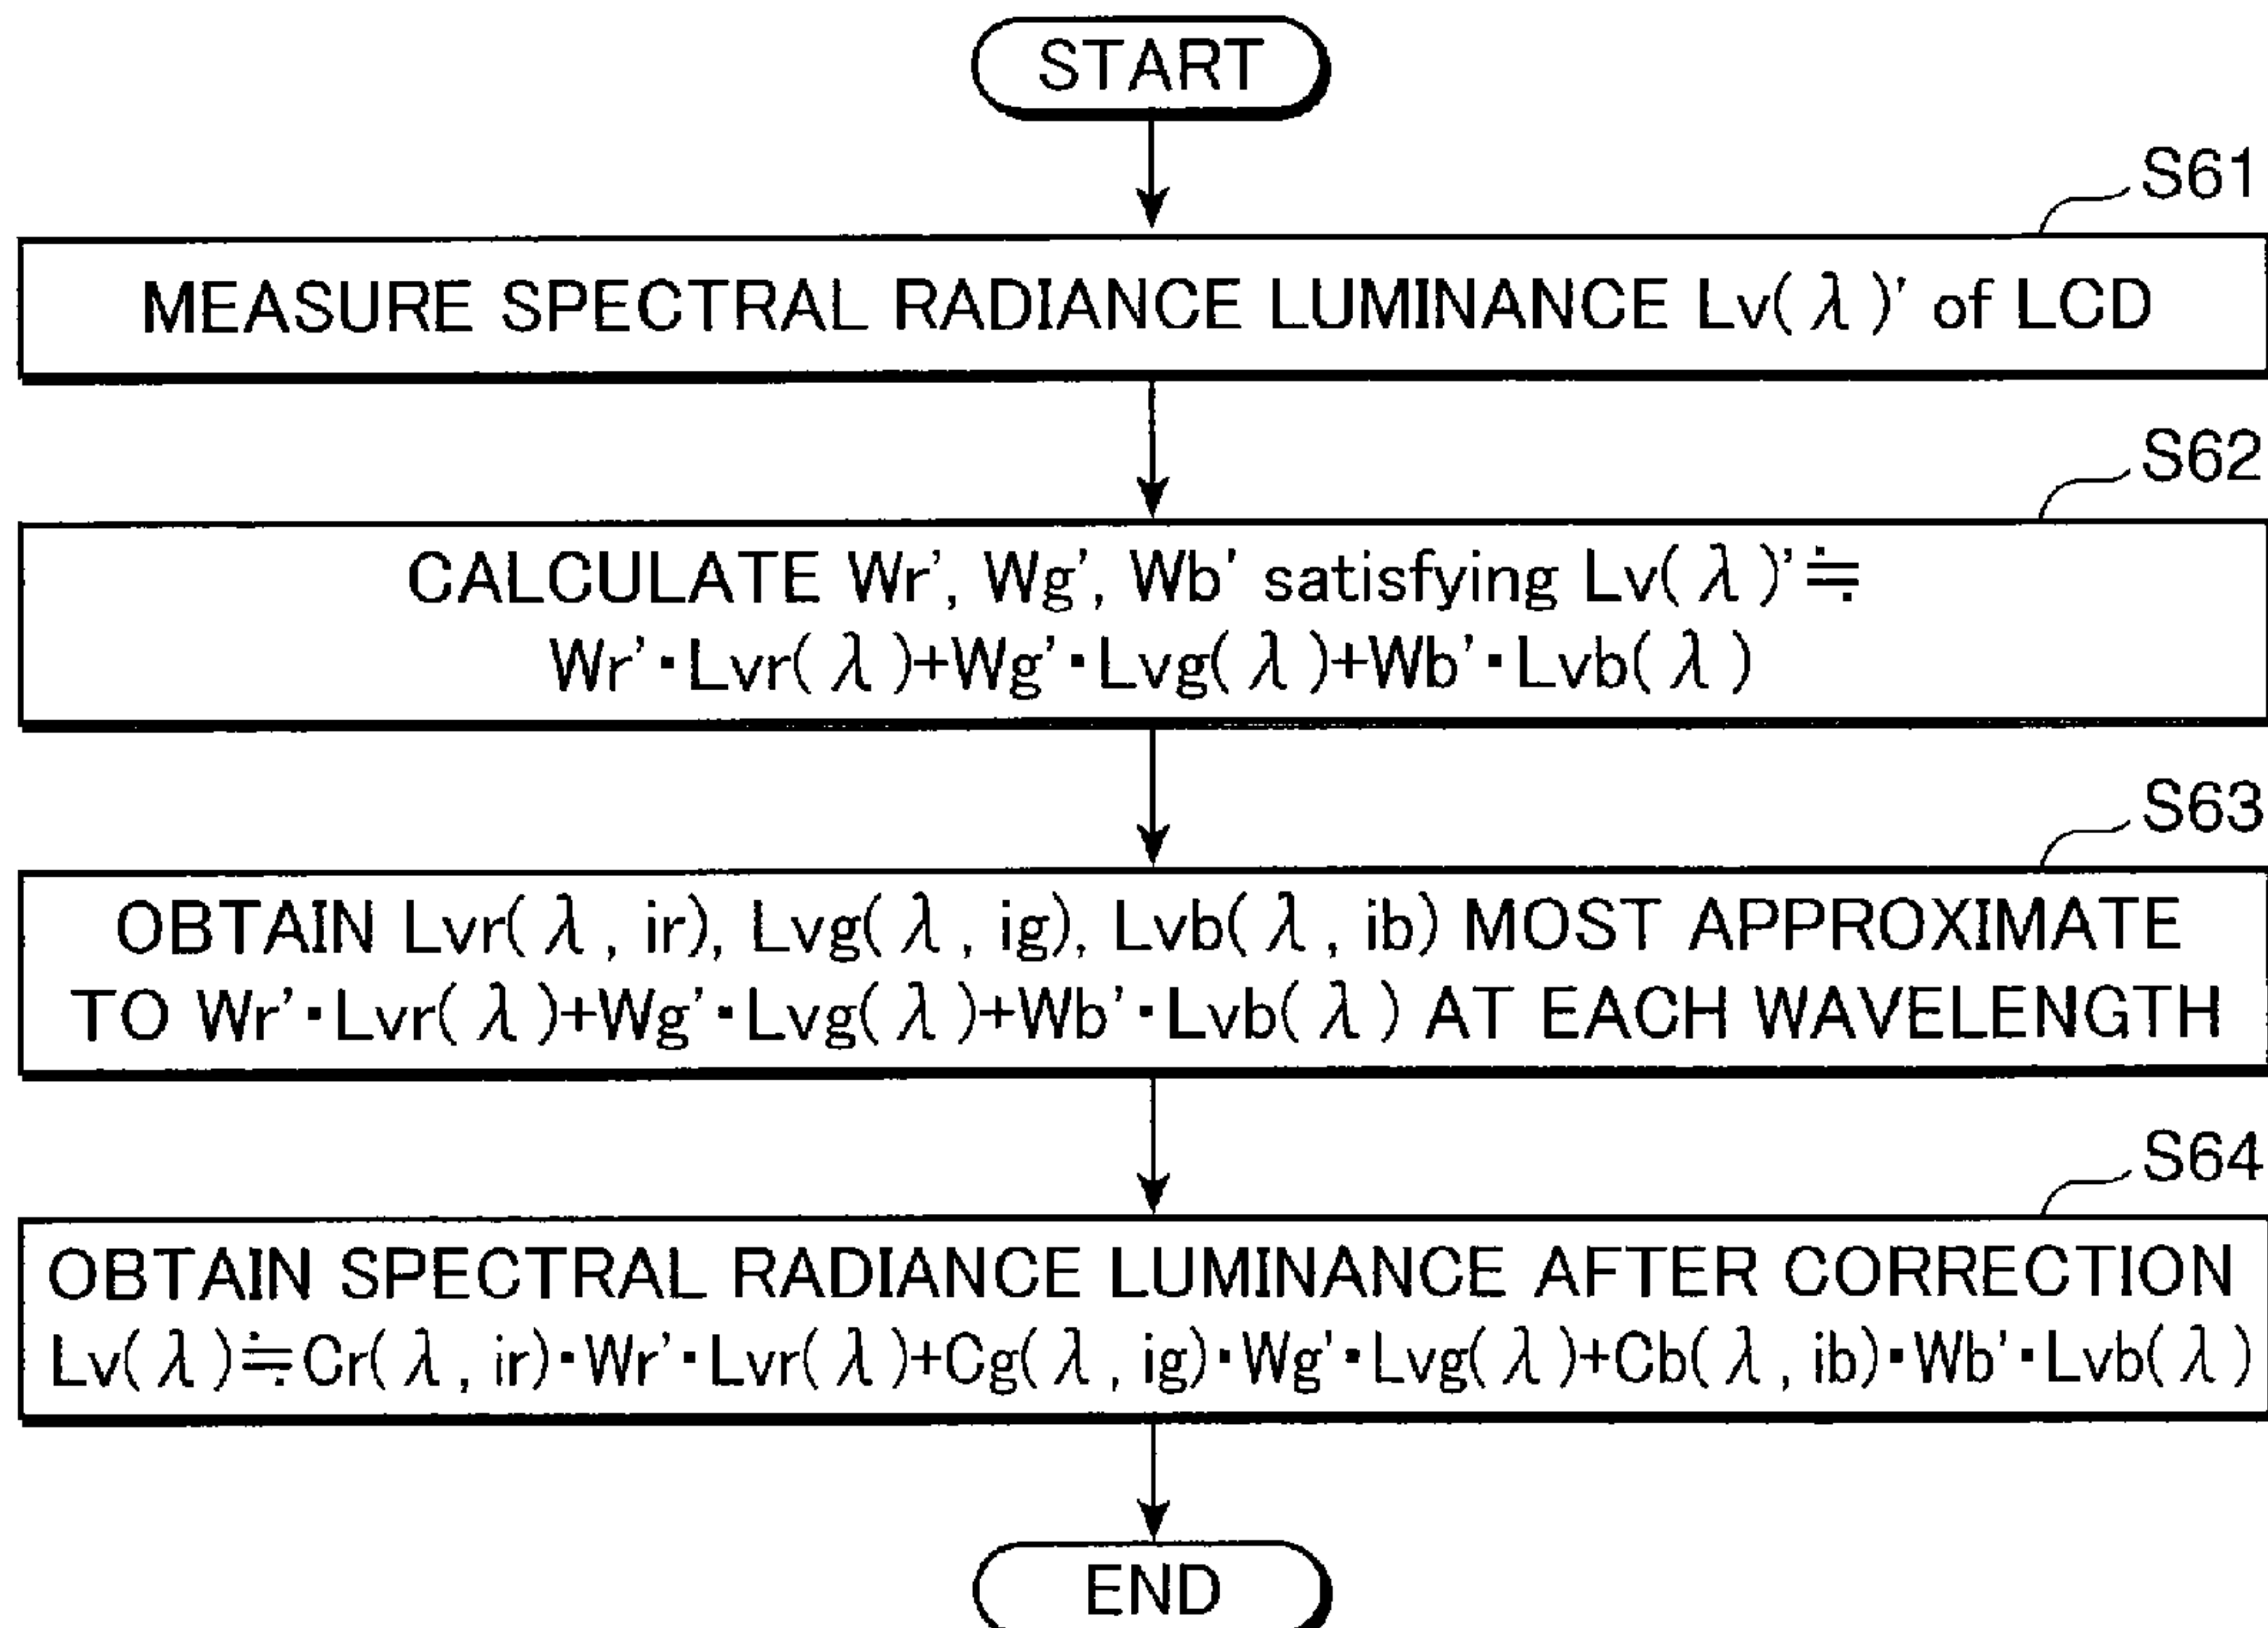 START
S61
MEASURE SPECTRAL RADIANCE LUMINANCE Lv(λ)' of LCD
S62
CALCULATE Wr', Wg', Wb' satisfying Lv(λ)'≒
Wr'·Lvr(λ)+Wg'·Lvg(λ)+Wb'·Lvb(λ)
S63
OBTAIN Lvr(λ, ir), Lvg(λ, ig), Lvb(λ, ib) MOST APPROXIMATE
TO Wr'·Lvr(λ)+Wg'·Lvg(λ)+Wb'·Lvb(λ) AT EACH WAVELENGTH
S64
OBTAIN SPECTRAL RADIANCE LUMINANCE AFTER CORRECTION
Lv(λ)≒Cr(λ, ir)·Wr'·Lvr(λ)+Cg(λ, ig)·Wg'·Lvg(λ)+Cb(λ, ib)·Wb'·Lvb(λ)
END